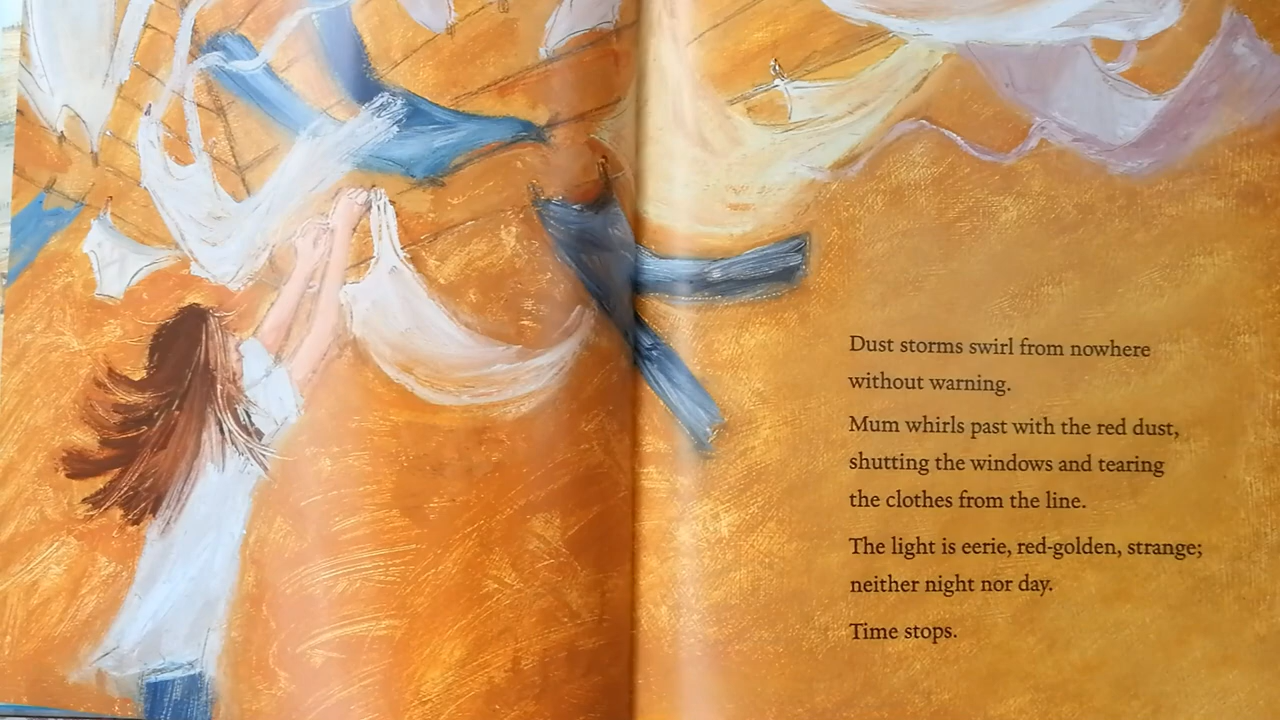 Dust storms swirl from nowhere
without warning.
Mum whirls past with the red dust,
shutting the windows and tearing
the clothes from the line.
The light is eerie, red-golden, strange;
neither night nor day.
Time stops.